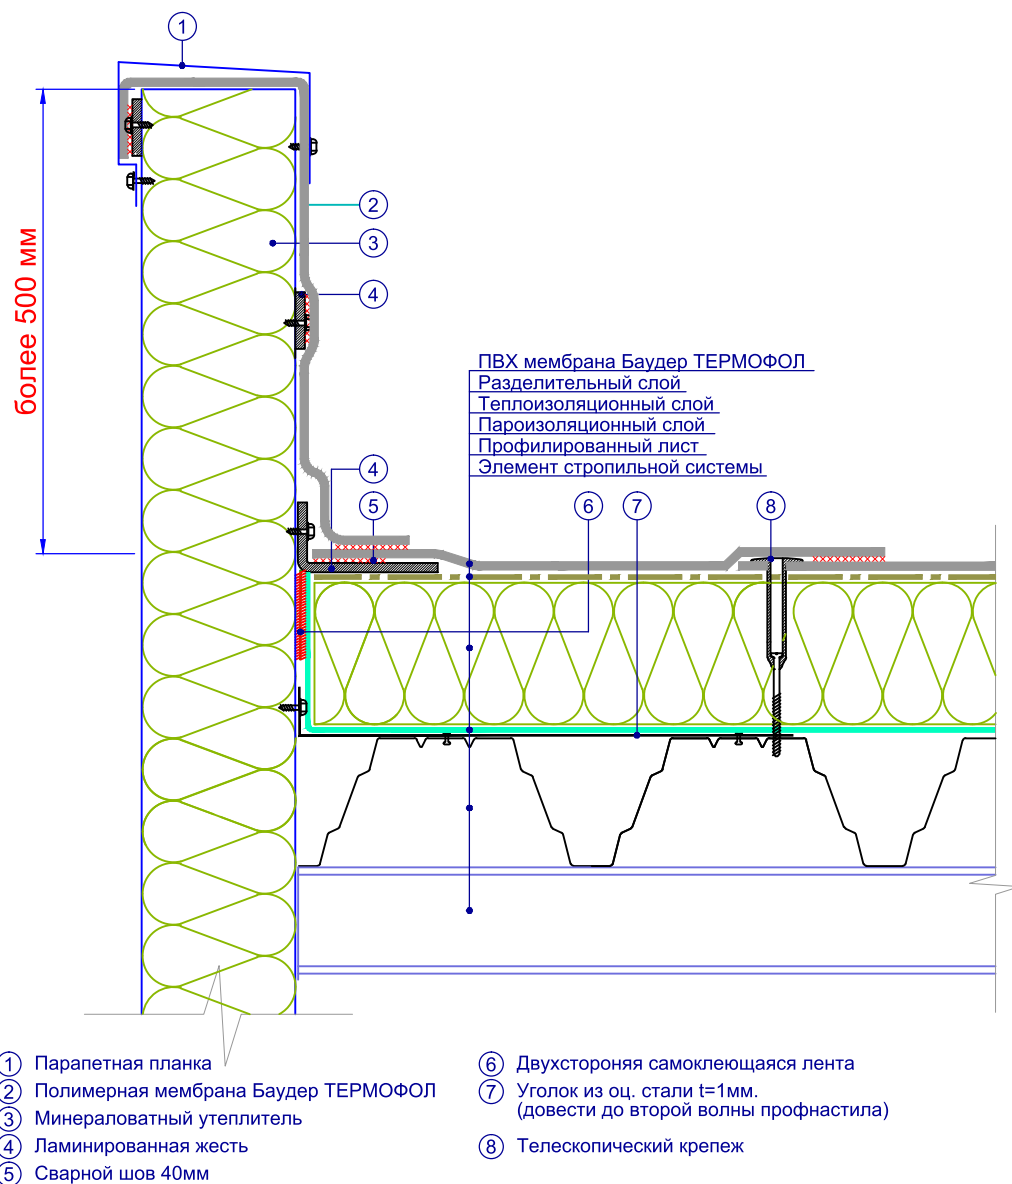 1
2
3
4
более 500 мм
ПВХ мембрана Баудер ТЕРМОФОЛ
Разделительный слой
Теплоизоляционный слой
Пароизоляционный слой
Профилированный лист
Элемент стропильной системы
4
5
6
7
8
1 Парапетная планка
2 Полимерная мембрана Баудер ТЕРМОФОЛ
3 Минераловатный утеплитель
4 Ламинированная жесть
5 Сварной шов 40мм
6 Двухстороняя самоклеющаяся лента
7 Уголок из оц. стали t=1мм.
(довести до второй волны профнастила)
8 Телескопический крепеж